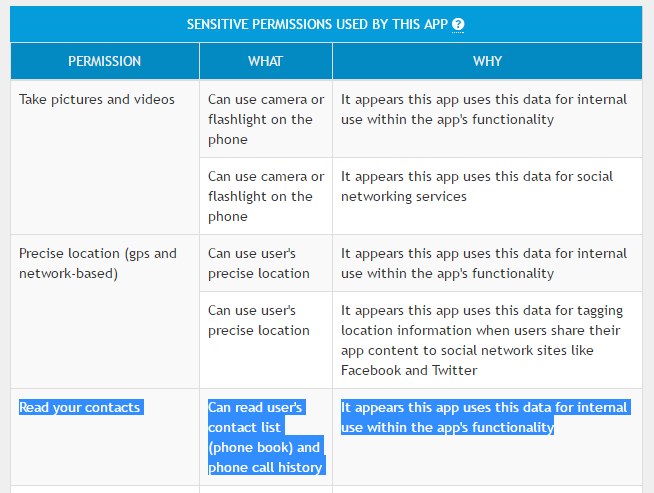 SENSITIVE PERMISSIONS USED BY THIS APP ?
PERMISSION WHAT WHY
Take pictures and videos
Can use camera or
flashlight on the
phone
It appears this app uses this data for internal
use within the app's functionality
Can use camera or
flashlight on the
phone
It appears this app uses this data for social
networking services
Precise location (gps and
network-based)
Can use user's
precise location
It appears this app uses this data for internal
use within the app's functionality
Can use user's
precise location
It appears this app uses this data for tagging
location information when users share their
app content to social network sites like
Facebook and Twitter
Read your contacts
Can read user's
contact list
(phone book) and
phone call history
It appears this app uses this data for internal
use within the app's functionality